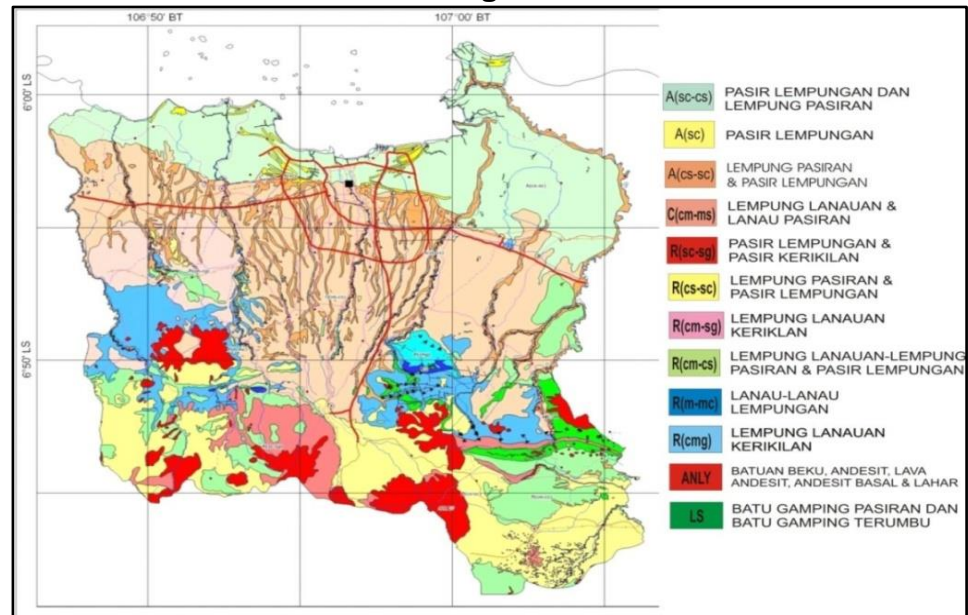 106°50' BT
107°00' BT
6°00' LS
6°50' LS
A(sc-cs) PASIR LEMPUNGAN DAN
LEMPUNG PASIRAN
A(sc) PASIR LEMPUNGAN
A(cs-sc) LEMPUNG PASIRAN
& PASIR LEMPUNGAN
C(cm-ms) LEMPUNG LANAUAN &
LANAU PASIRAN
R(sc-sg) PASIR LEMPUNGAN &
PASIR KERIKILAN
R(cs-sc) LEMPUNG PASIRAN &
PASIR LEMPUNGAN
R(cm-sg) LEMPUNG LANAUAN
KERIKLAN
R(cm-cs) LEMPUNG LANAUAN-LEMPUNG
PASIRAN & PASIR LEMPUNGAN
R(m-mc) LANAU-LANAU
LEMPUNGAN
R(cmg) LEMPUNG LANAUAN
KERIKILAN
ANLY BATUAN BEKU, ANDESIT, LAVA
ANDESIT, ANDESIT BASAL & LAHAR
LS BATU GAMPING PASIRAN DAN
BATU GAMPING TERUMBU